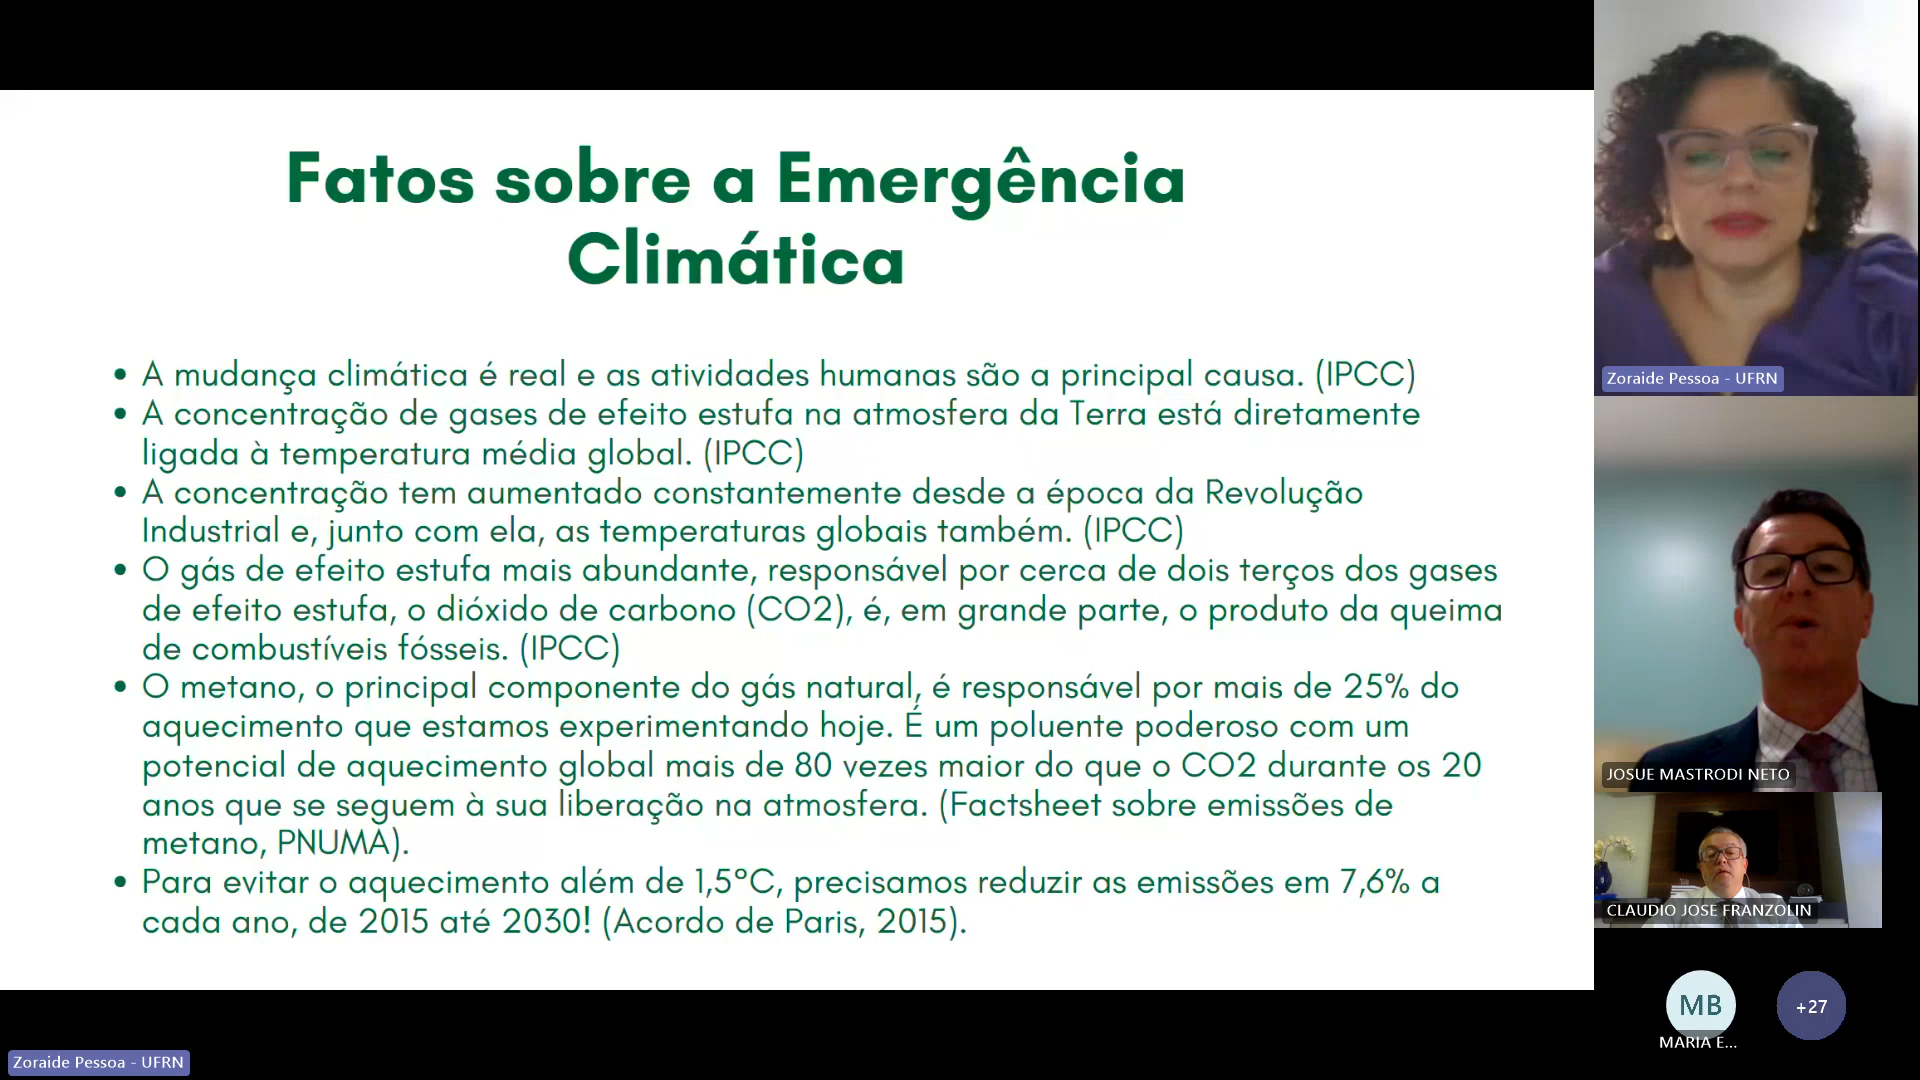 Fatos sobre a Emergência
Climática
• A mudança climática é real e as atividades humanas são a principal causa. (IPCC)
• A concentração de gases de efeito estufa na atmosfera da Terra está diretamente
ligada à temperatura média global. (IPCC)
• A concentração tem aumentado constantemente desde a época da Revolução
Industrial e, junto com ela, as temperaturas globais também. (IPCC)
• O gás de efeito estufa mais abundante, responsável por cerca de dois terços dos gases
de efeito estufa, o dióxido de carbono (CO2), é, em grande parte, o produto da queima
de combustíveis fósseis. (IPCC)
• O metano, o principal componente do gás natural, é responsável por mais de 25% do
aquecimento que estamos experimentando hoje. É um poluente poderoso com um
potencial de aquecimento global mais de 80 vezes maior do que o CO2 durante os 20
anos que se seguem à sua liberação na atmosfera. (Factsheet sobre emissões de
metano, PNUMA).
• Para evitar o aquecimento além de 1,5°C, precisamos reduzir as emissões em 7,6% a
cada ano, de 2015 até 2030! (Acordo de Paris, 2015).
Zoraide Pessoa - UFRN
JOSUE MASTRODI NETO
CLAUDIO JOSE FRANZOLIN
MB
+27
MARIA E...
Zoraide Pessoa - UFRN